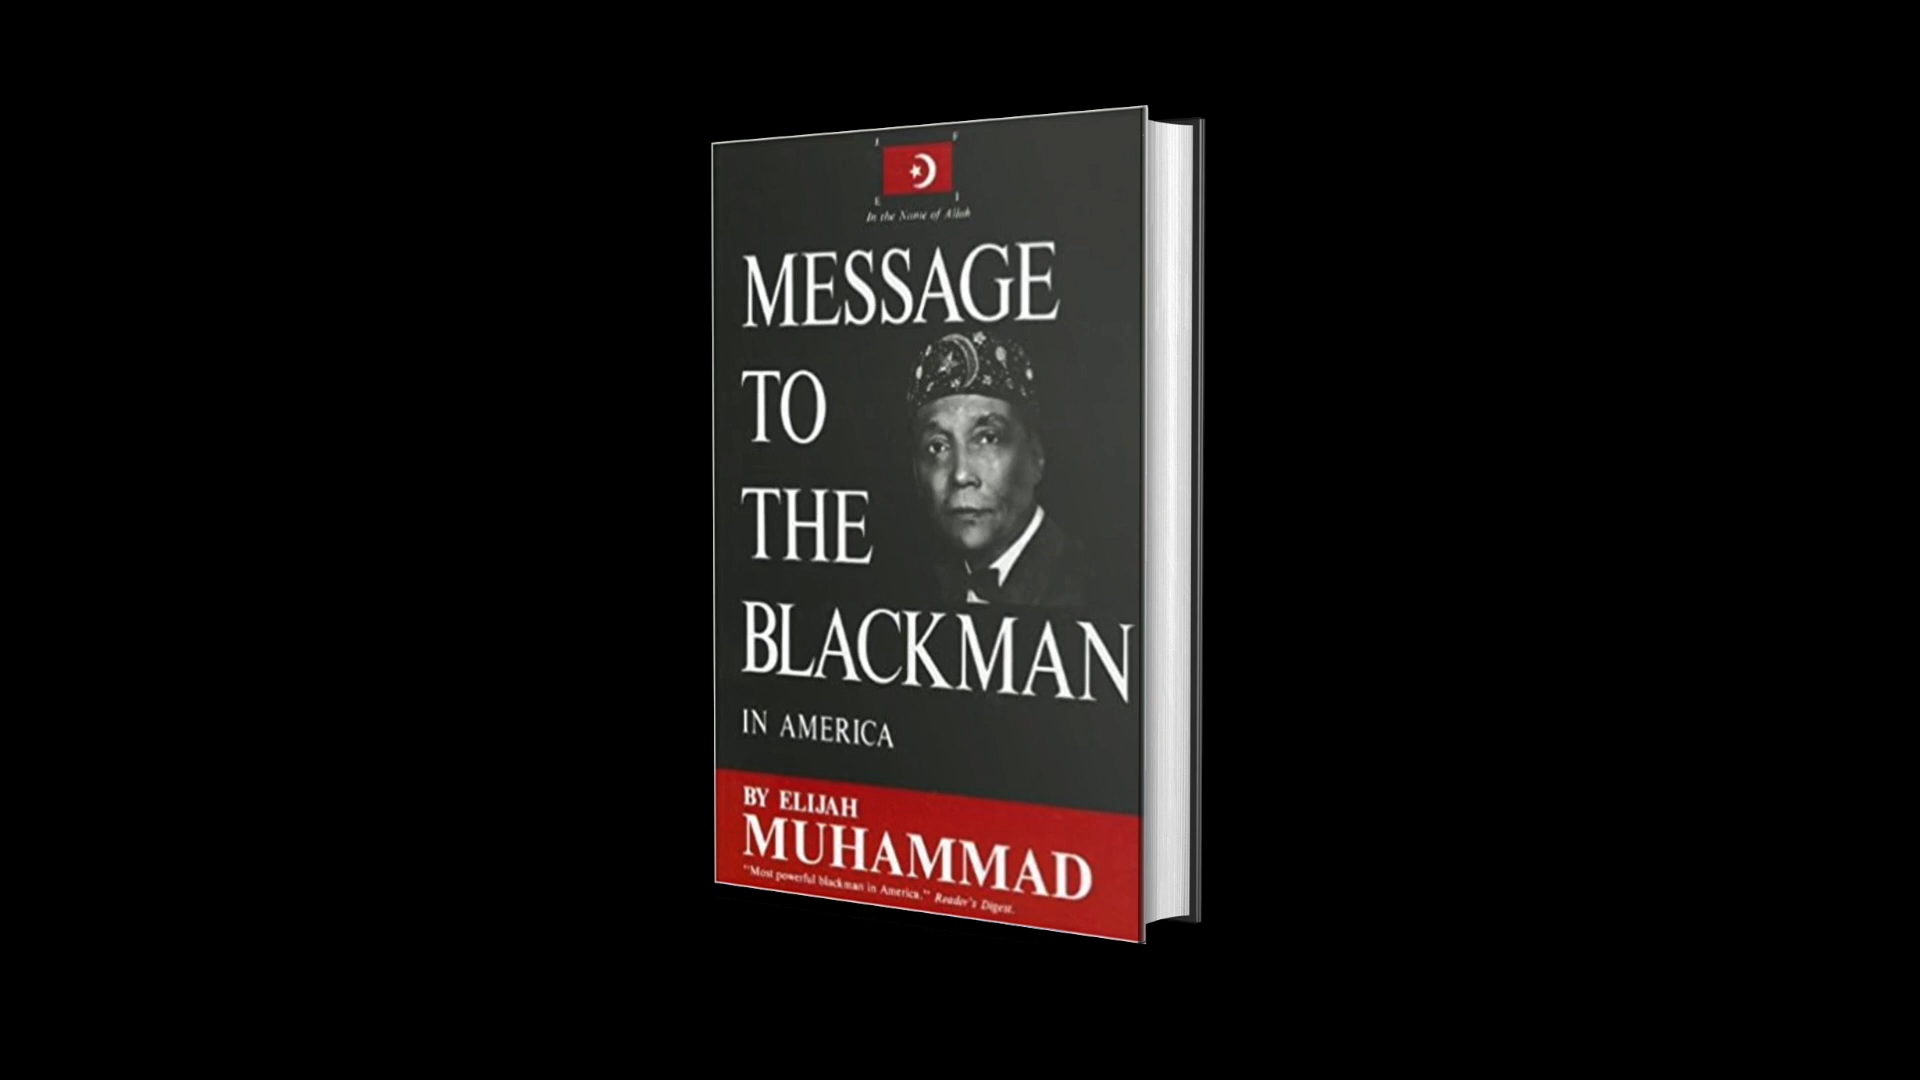 I F
E I
In the Name of Allah
MESSAGE
TO
THE
BLACKMAN
IN AMERICA
BY ELIJAH
MUHAMMAD
"Most powerful blackman in America." Reader's Digest.